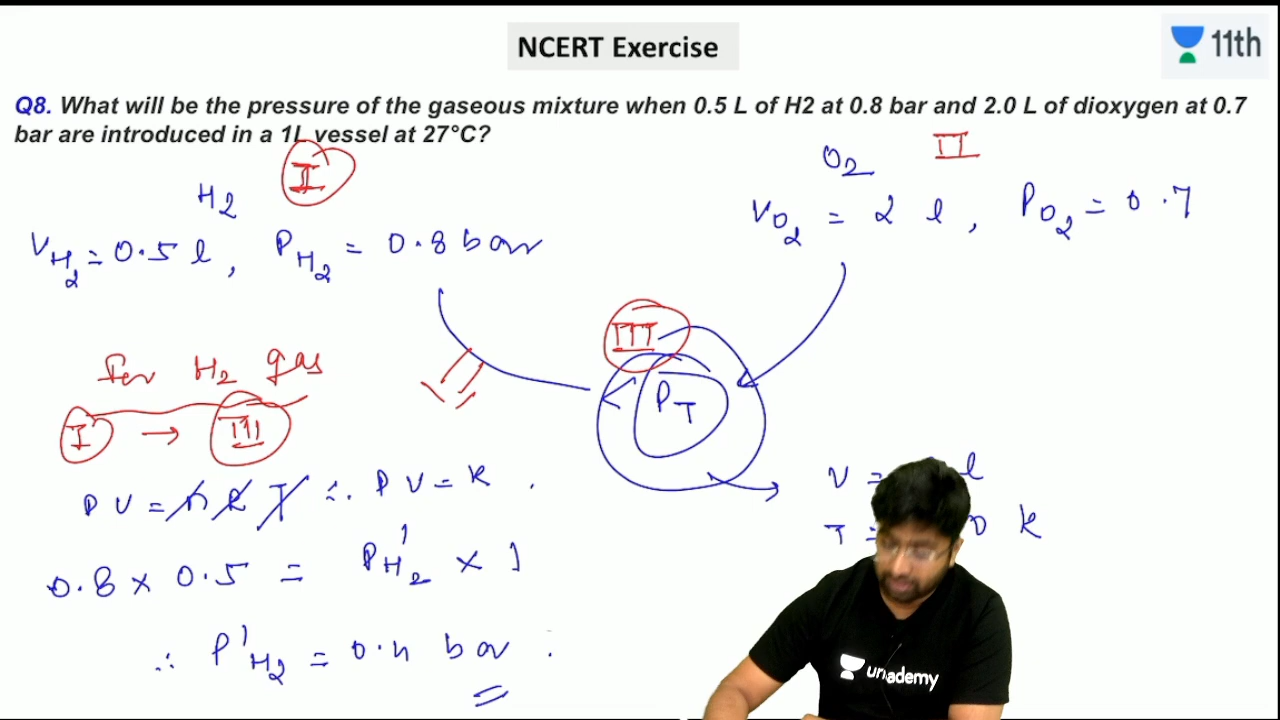 NCERT Exercise
11th
Q8. What will be the pressure of the gaseous mixture when 0.5 L of H2 at 0.8 bar and 2.0 L of dioxygen at 0.7
bar are introduced in a 1L vessel at 27°C?
H2 I
O2 II
VH2 = 0.5 l, PH2 = 0.8 bar
VO2 = 2 l, PO2 = 0.7
III
PT
for H2 gas
I → III
PV = nRT ∴ PV = K .
V = l
T = 0 K
0.8 × 0.5 = P'H2 × 1
∴ P'H2 = 0.4 bar
unacademy